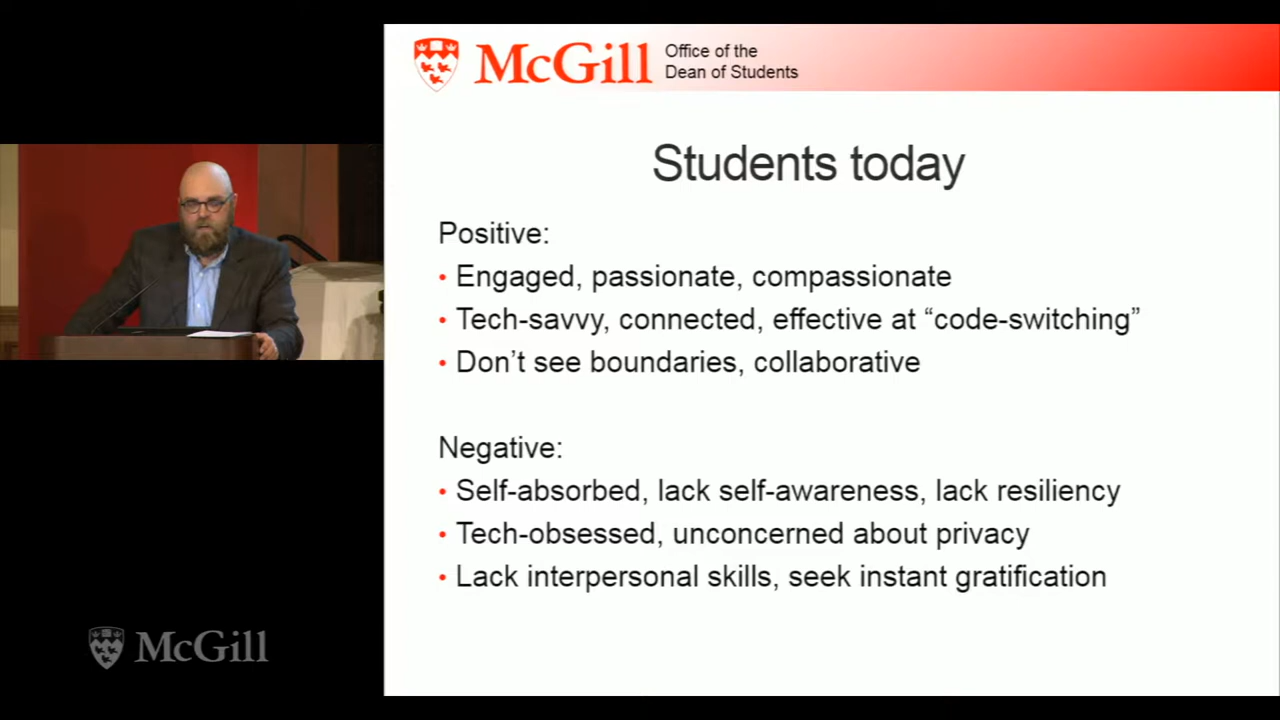 McGill
Office of the
Dean of Students
Students today
Positive:
• Engaged, passionate, compassionate
• Tech-savvy, connected, effective at “code-switching”
• Don’t see boundaries, collaborative
Negative:
• Self-absorbed, lack self-awareness, lack resiliency
• Tech-obsessed, unconcerned about privacy
• Lack interpersonal skills, seek instant gratification
McGill